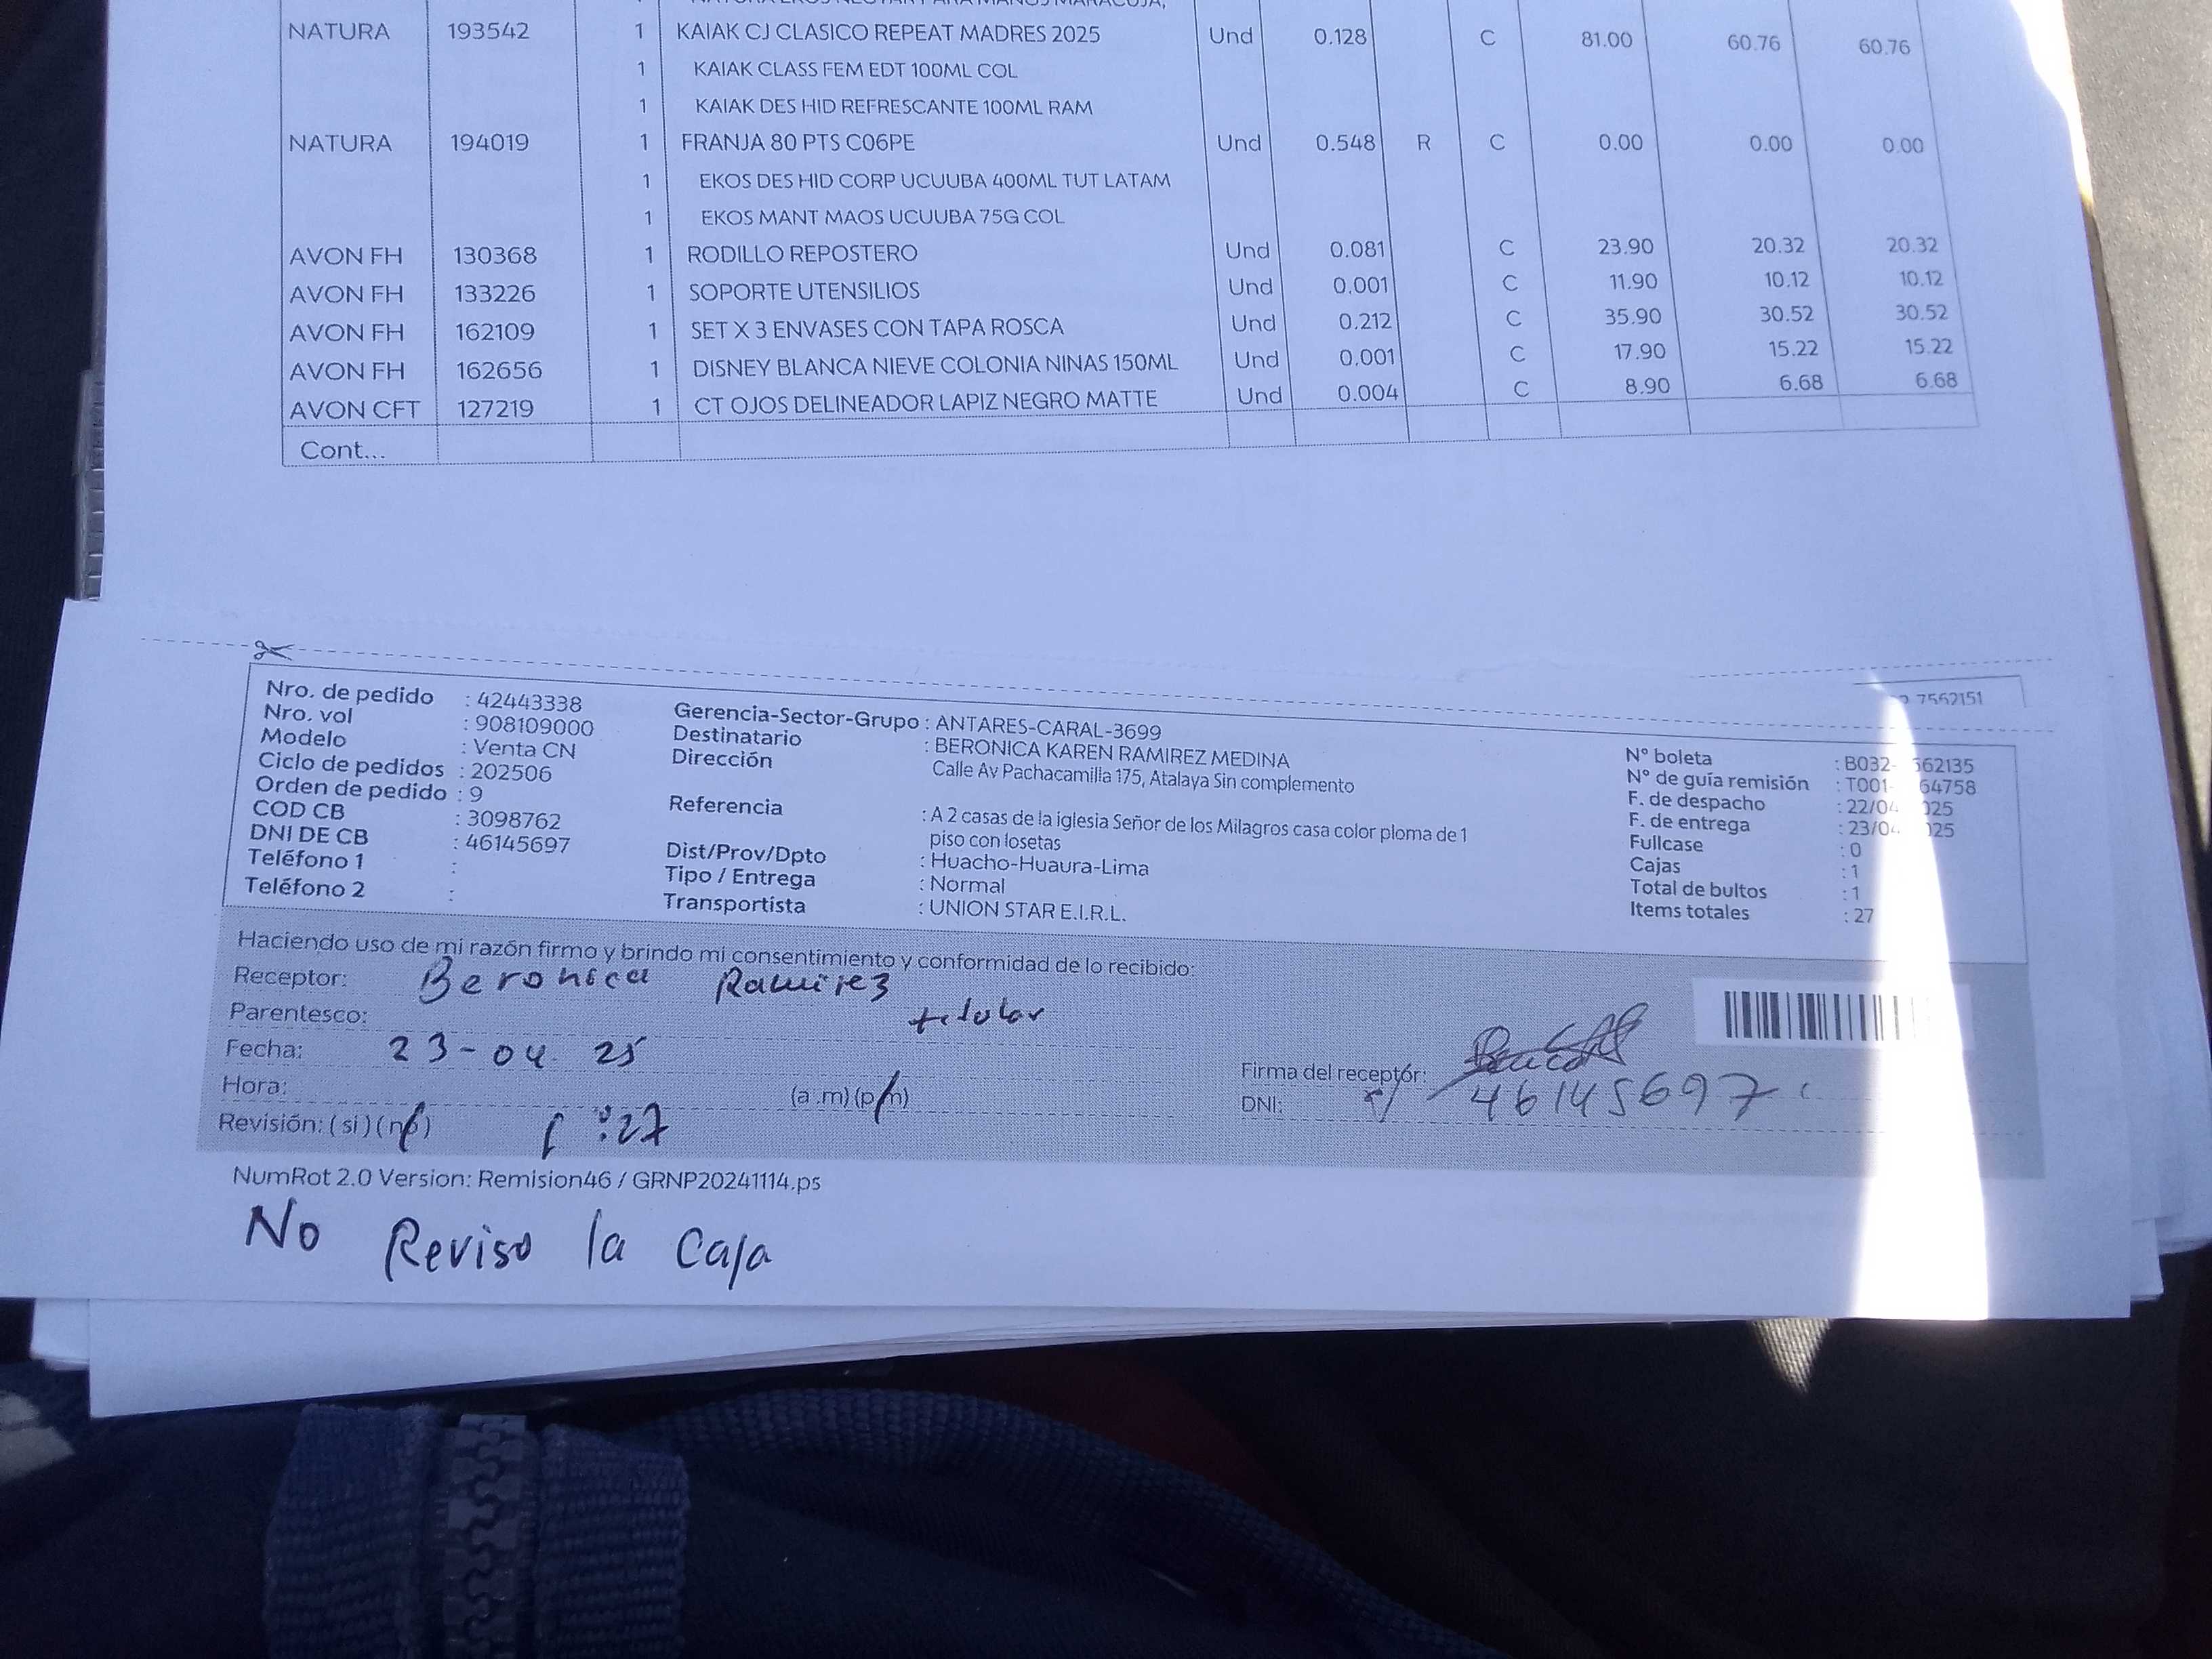 NATURA 193542 1 KAIAK CJ CLASICO REPEAT MADRES 2025 Und 0.128 C 81.00 60.76 60.76
1 KAIAK CLASS FEM EDT 100ML COL
1 KAIAK DES HID REFRESCANTE 100ML RAM
NATURA 194019 1 FRANJA 80 PTS C06PE Und 0.548 R C 0.00 0.00 0.00
1 EKOS DES HID CORP UCUUBA 400ML TUT LATAM
1 EKOS MANT MAOS UCUUBA 75G COL
AVON FH 130368 1 RODILLO REPOSTERO Und 0.081 C 23.90 20.32 20.32
AVON FH 133226 1 SOPORTE UTENSILIOS Und 0.001 C 11.90 10.12 10.12
AVON FH 162109 1 SET X 3 ENVASES CON TAPA ROSCA Und 0.212 C 35.90 30.52 30.52
AVON FH 162656 1 DISNEY BLANCA NIEVE COLONIA NINAS 150ML Und 0.001 C 17.90 15.22 15.22
AVON CFT 127219 1 CT OJOS DELINEADOR LAPIZ NEGRO MATTE Und 0.004 C 8.90 6.68 6.68
Cont...
7562151
Nro. de pedido : 42443338
Nro. vol : 908109000
Modelo : Venta CN
Ciclo de pedidos : 202506
Orden de pedido : 9
COD CB : 3098762
DNI DE CB : 46145697
Teléfono 1 :
Teléfono 2 :
Gerencia-Sector-Grupo : ANTARES-CARAL-3699
Destinatario : BERONICA KAREN RAMIREZ MEDINA
Dirección Calle Av Pachacamilla 175, Atalaya Sin complemento
Referencia : A 2 casas de la iglesia Señor de los Milagros casa color ploma de 1
piso con losetas
Dist/Prov/Dpto : Huacho-Huaura-Lima
Tipo / Entrega : Normal
Transportista : UNION STAR E.I.R.L.
N° boleta : B032- 562135
N° de guía remisión : T001- 64758
F. de despacho : 22/04 025
F. de entrega : 23/04 025
Fullcase : 0
Cajas : 1
Total de bultos : 1
Items totales : 27
Haciendo uso de mi razón firmo y brindo mi consentimiento y conformidad de lo recibido:
Receptor: Beronica Ramirez
Parentesco: titular
Fecha: 23-04 25
Hora: :27 (a .m) (p.m)
Revisión: ( si ) ( no )
Firma del receptor:
DNI: 46145697
NumRot 2.0 Version: Remision46 / GRNP20241114.ps
No Reviso la Caja